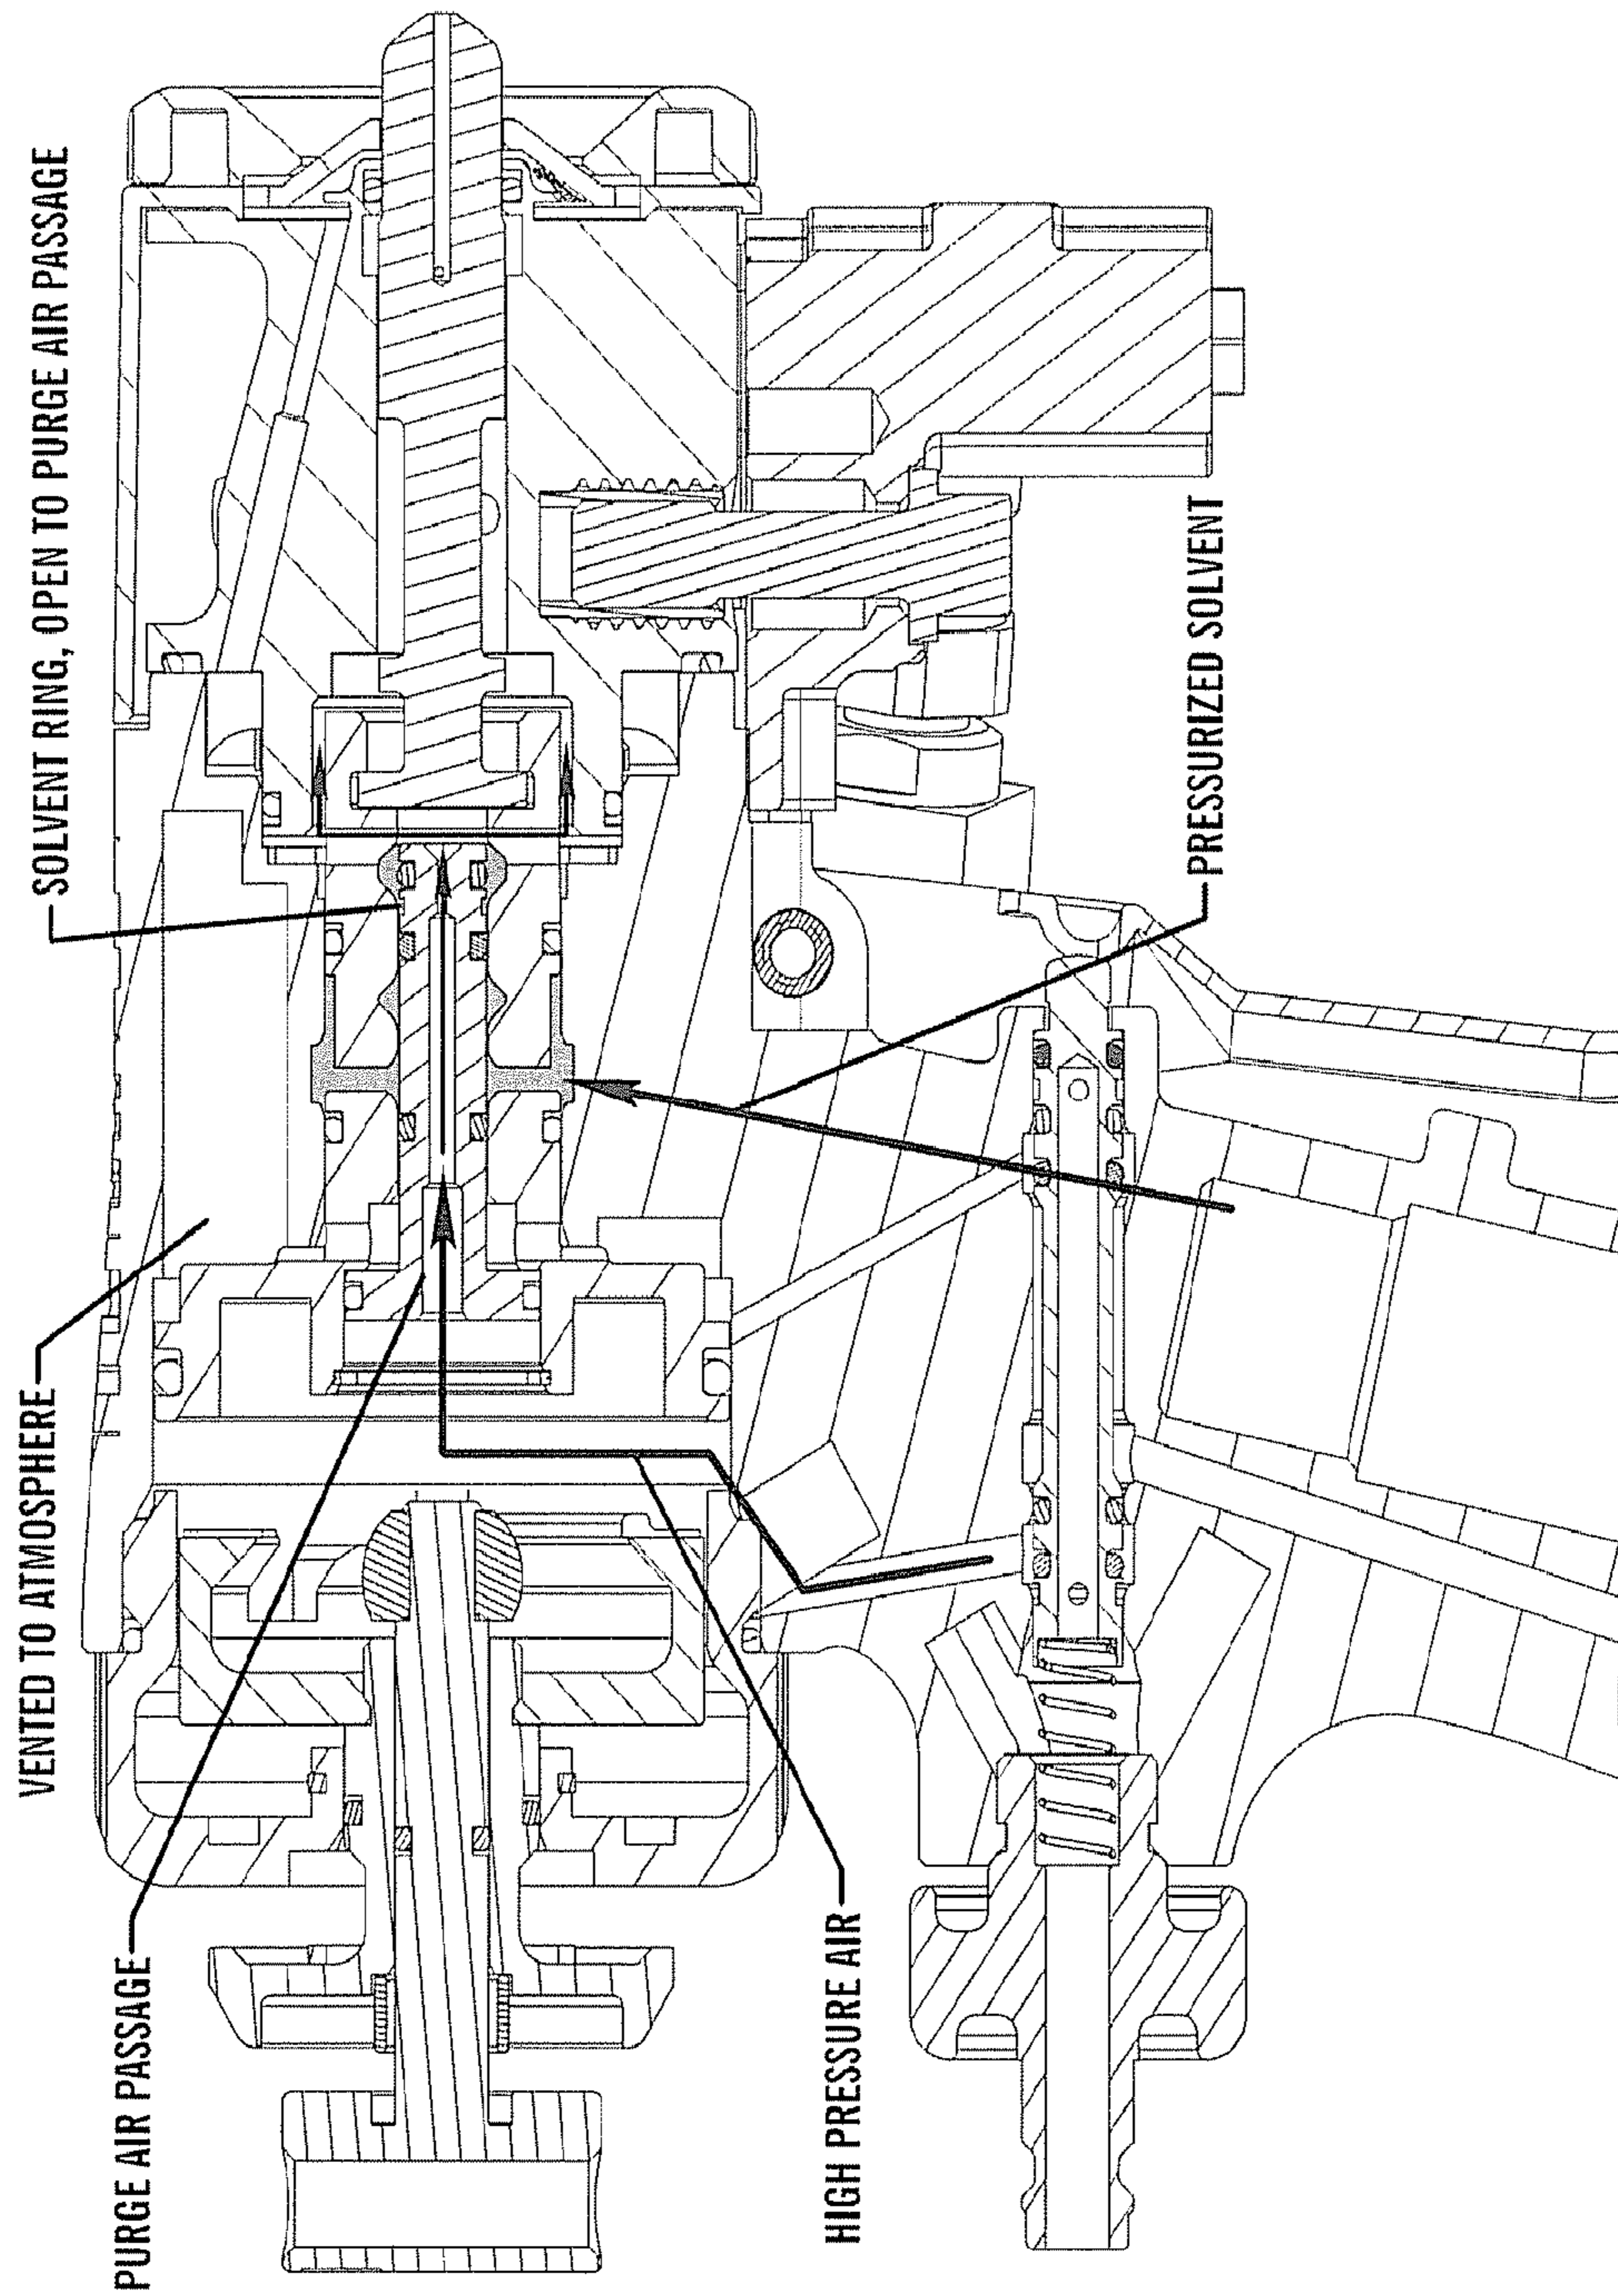 SOLVENT RING, OPEN TO PURGE AIR PASSAGE
VENTED TO ATMOSPHERE
PURGE AIR PASSAGE
HIGH PRESSURE AIR
PRESSURIZED SOLVENT